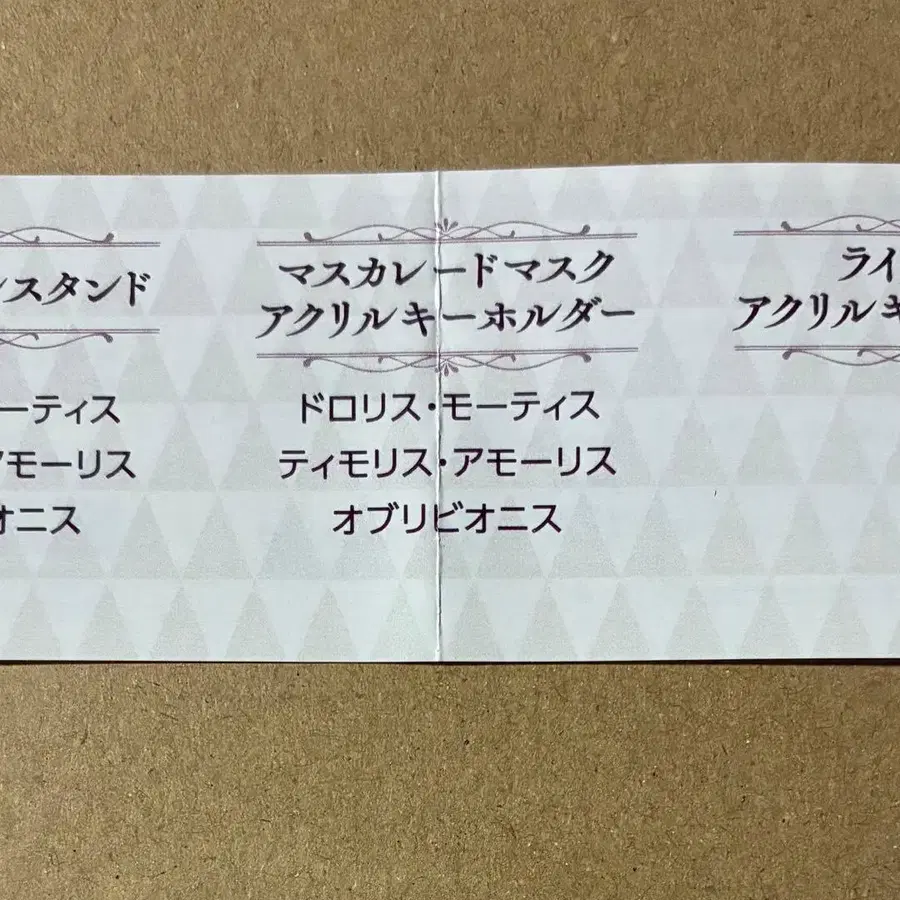 ンスタンド
ーティス
アモーリス
オニス
マスカレードマスク
アクリルキーホルダー
ドロリス・モーティス
ティモリス・アモーリス
オブリビオニス
ライ
アクリルキ